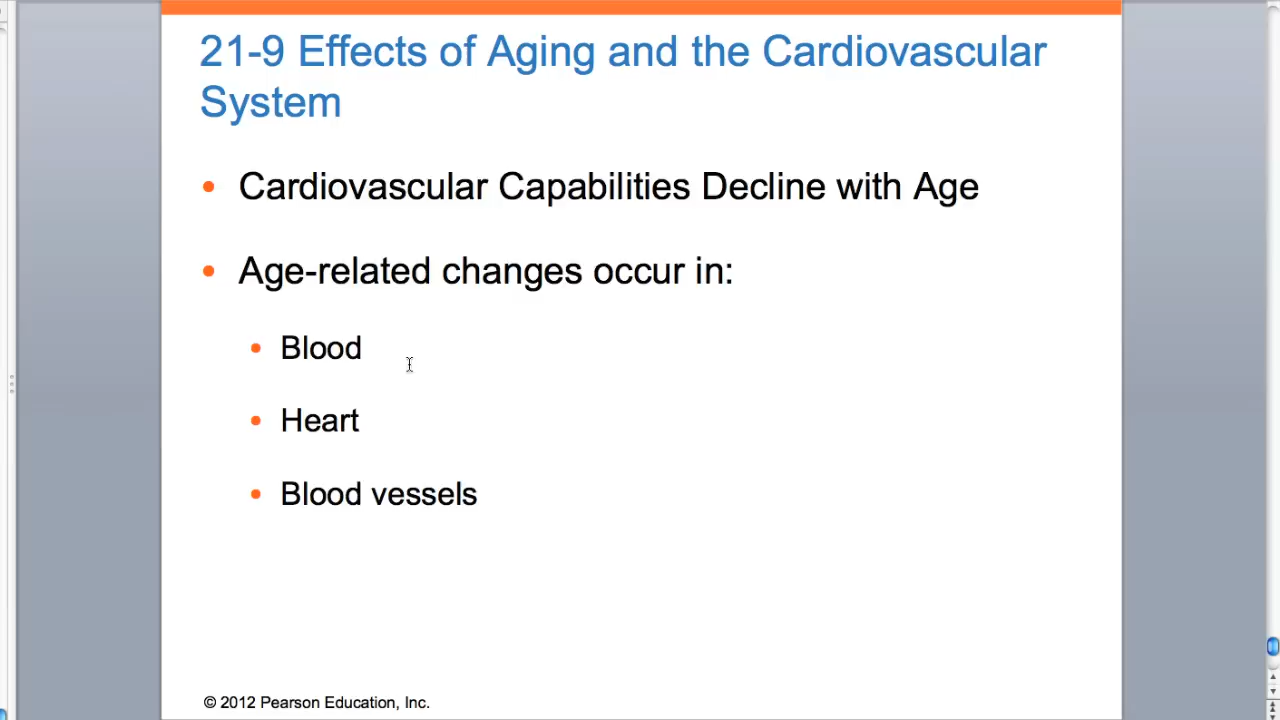 21-9 Effects of Aging and the Cardiovascular
System
• Cardiovascular Capabilities Decline with Age
• Age-related changes occur in:
• Blood
• Heart
• Blood vessels
© 2012 Pearson Education, Inc.